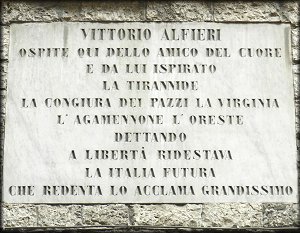 VITTORIO ALFIERI
OSPITE QUI DELLO AMICO DEL CUORE
E DA LUI ISPIRATO
LA TIRANNIDE
LA CONGIURA DEI PAZZI LA VIRGINIA
L'AGAMENNONE L'ORESTE
DETTANDO
A LIBERTÁ RIDESTAVA
LA ITALIA FUTURA
CHE REDENTA LO ACCLAMA GRANDISSIMO